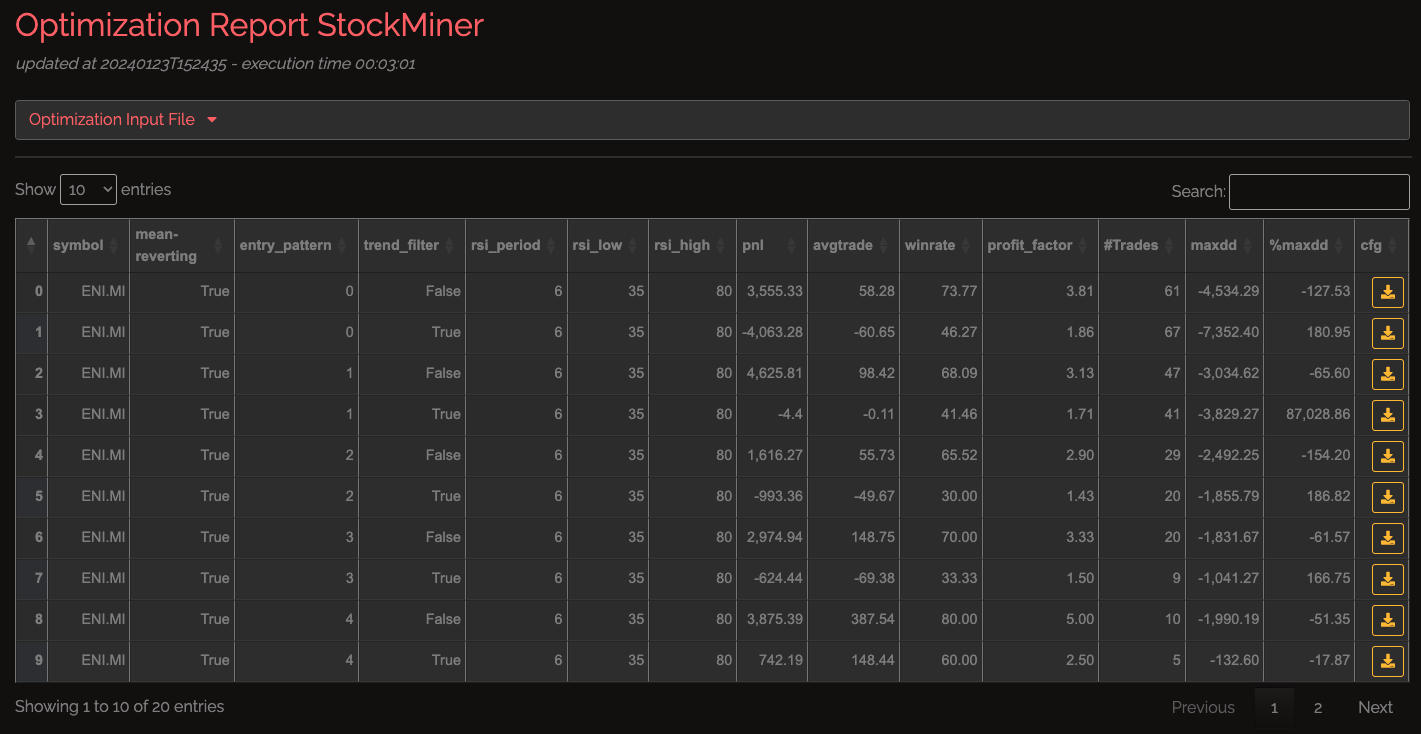 Optimization Report StockMiner
updated at 20240123T152435 - execution time 00:03:01
Optimization Input File
Show 10 entries Search:
symbol mean-reverting entry_pattern trend_filter rsi_period rsi_low rsi_high pnl avgtrade winrate profit_factor #Trades maxdd %maxdd cfg
0 ENI.MI True 0 False 6 35 80 3,555.33 58.28 73.77 3.81 61 -4,534.29 -127.53
1 ENI.MI True 0 True 6 35 80 -4,063.28 -60.65 46.27 1.86 67 -7,352.40 180.95
2 ENI.MI True 1 False 6 35 80 4,625.81 98.42 68.09 3.13 47 -3,034.62 -65.60
3 ENI.MI True 1 True 6 35 80 -4.4 -0.11 41.46 1.71 41 -3,829.27 87,028.86
4 ENI.MI True 2 False 6 35 80 1,616.27 55.73 65.52 2.90 29 -2,492.25 -154.20
5 ENI.MI True 2 True 6 35 80 -993.36 -49.67 30.00 1.43 20 -1,855.79 186.82
6 ENI.MI True 3 False 6 35 80 2,974.94 148.75 70.00 3.33 20 -1,831.67 -61.57
7 ENI.MI True 3 True 6 35 80 -624.44 -69.38 33.33 1.50 9 -1,041.27 166.75
8 ENI.MI True 4 False 6 35 80 3,875.39 387.54 80.00 5.00 10 -1,990.19 -51.35
9 ENI.MI True 4 True 6 35 80 742.19 148.44 60.00 2.50 5 -132.60 -17.87
Showing 1 to 10 of 20 entries Previous 1 2 Next